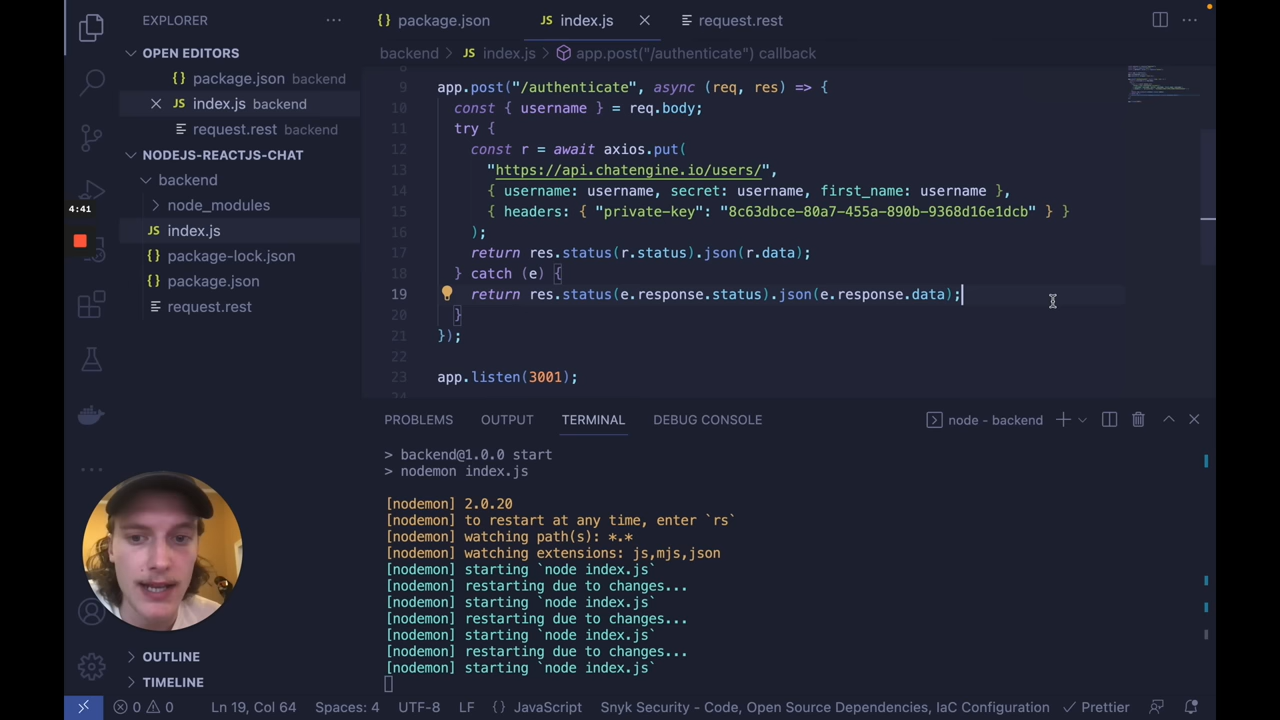 EXPLORER
OPEN EDITORS
package.json backend
index.js backend
request.rest backend
NODEJS-REACTJS-CHAT
backend
node_modules
JS index.js
{} package-lock.json
{} package.json
request.rest
OUTLINE
TIMELINE
4:41
{} package.json
JS index.js
request.rest
backend > JS index.js > app.post("/authenticate") callback
8
9 app.post("/authenticate", async (req, res) => {
10 const { username } = req.body;
11 try {
12 const r = await axios.put(
13 "https://api.chatengine.io/users/",
14 { username: username, secret: username, first_name: username },
15 { headers: { "private-key": "8c63dbce-80a7-455a-890b-9368d16e1dcb" } }
16 );
17 return res.status(r.status).json(r.data);
18 } catch (e) {
19 return res.status(e.response.status).json(e.response.data);
20 }
21 });
22
23 app.listen(3001);
24
PROBLEMS OUTPUT TERMINAL DEBUG CONSOLE
node - backend
> backend@1.0.0 start
> nodemon index.js
[nodemon] 2.0.20
[nodemon] to restart at any time, enter `rs`
[nodemon] watching path(s): *.*
[nodemon] watching extensions: js,mjs,json
[nodemon] starting `node index.js`
[nodemon] restarting due to changes...
[nodemon] starting `node index.js`
[nodemon] restarting due to changes...
[nodemon] starting `node index.js`
[nodemon] restarting due to changes...
[nodemon] starting `node index.js`
0 0 Ln 19, Col 64 Spaces: 4 UTF-8 LF {} JavaScript Snyk Security - Code, Open Source Dependencies, IaC Configuration Prettier